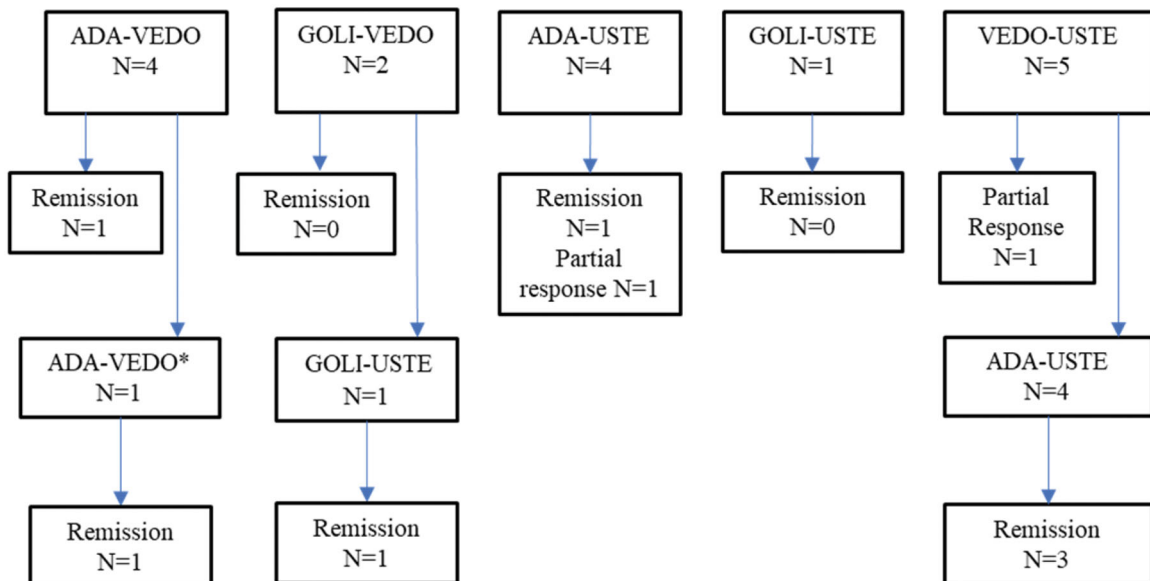 ADA-VEDO
N=4
GOLI-VEDO
N=2
ADA-USTE
N=4
GOLI-USTE
N=1
VEDO-USTE
N=5
Remission
N=1
Remission
N=0
Remission
N=1
Partial
response N=1
Remission
N=0
Partial
Response
N=1
ADA-VEDO*
N=1
GOLI-USTE
N=1
ADA-USTE
N=4
Remission
N=1
Remission
N=1
Remission
N=3